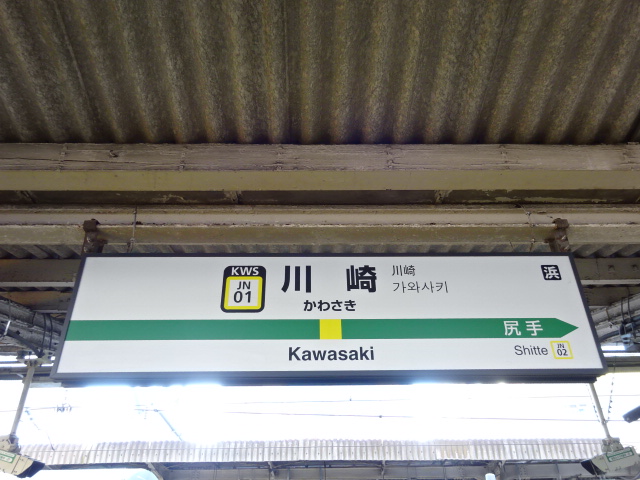 KWS
JN
01
川崎
かわさき
川崎
가와사키
浜
尻手
Kawasaki
Shitte
JN
02